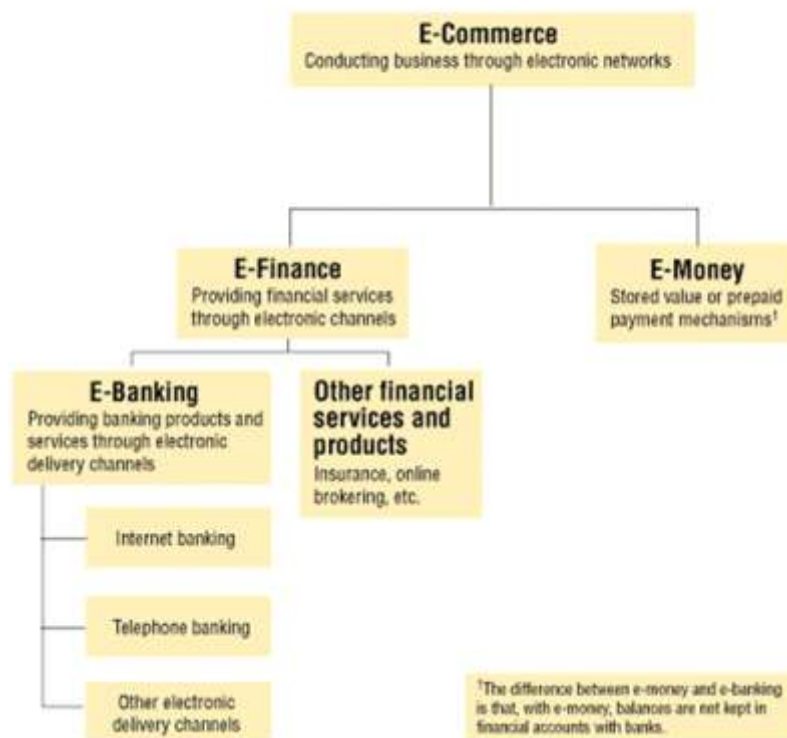 E-Commerce
Conducting business through electronic networks
E-Finance
Providing financial services
through electronic channels
E-Money
Stored value or prepaid
payment mechanisms†
E-Banking
Providing banking products and
services through electronic
delivery channels
Other financial
services and
products
Insurance, online
brokering, etc.
Internet banking
Telephone banking
Other electronic
delivery channels
†The difference between e-money and e-banking
is that, with e-money, balances are not kept in
financial accounts with banks.